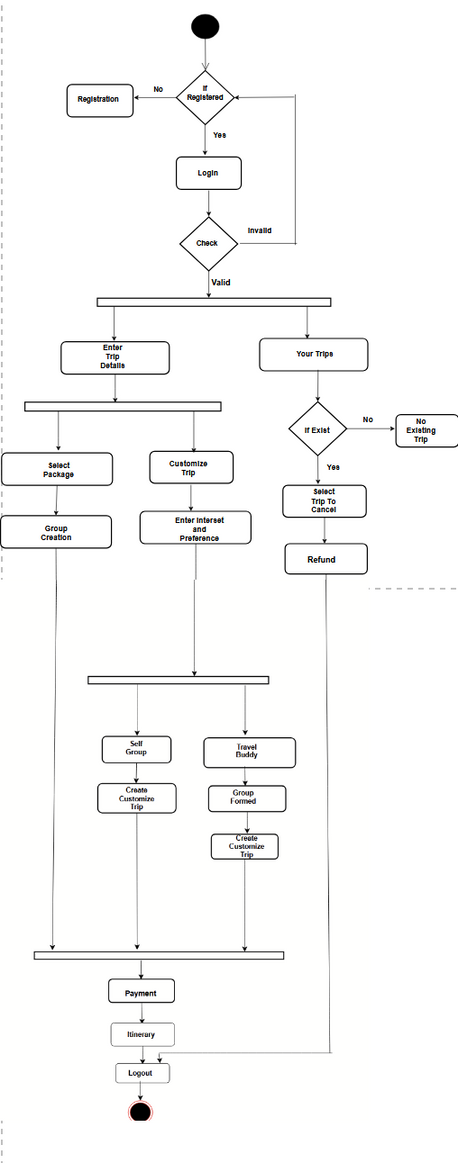 If
Registered
No
Registration
Yes
Login
Invalid
Check
Valid
Enter
Trip
Details
Your Trips
If Exist
No
No
Existing
Trip
Yes
Select
Package
Customize
Trip
Select
Trip To
Cancel
Group
Creation
Enter Interset
and
Preference
Refund
Self
Group
Travel
Buddy
Create
Customize
Trip
Group
Formed
Create
Customize
Trip
Payment
Itinerary
Logout